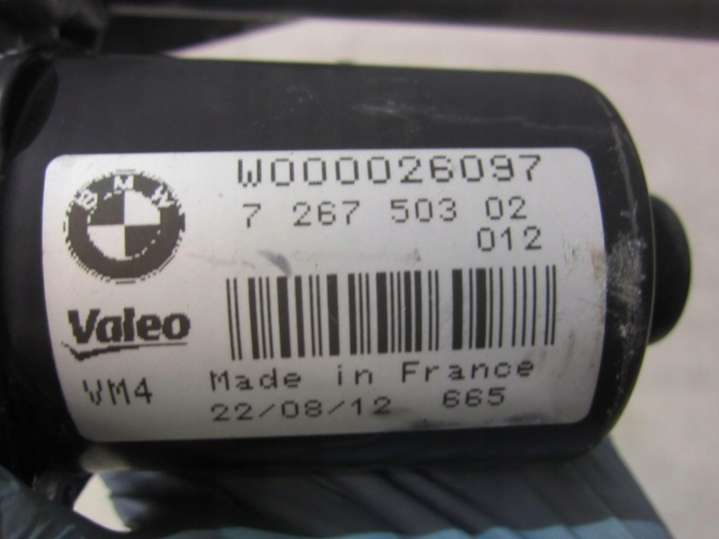 W000026097
BMW
7 267 503 02
012
Valeo
VM4
Made in France
22/08/12 665